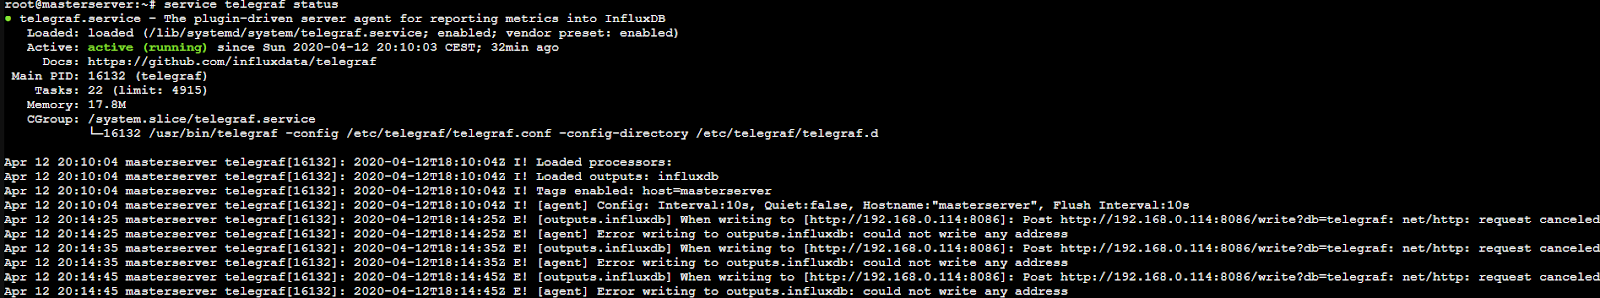 root@masterserver:~# service telegraf status
● telegraf.service - The plugin-driven server agent for reporting metrics into InfluxDB
   Loaded: loaded (/lib/systemd/system/telegraf.service; enabled; vendor preset: enabled)
   Active: active (running) since Sun 2020-04-12 20:10:03 CEST; 32min ago
     Docs: https://github.com/influxdata/telegraf
 Main PID: 16132 (telegraf)
    Tasks: 22 (limit: 4915)
   Memory: 17.8M
   CGroup: /system.slice/telegraf.service
           └─16132 /usr/bin/telegraf -config /etc/telegraf/telegraf.conf -config-directory /etc/telegraf/telegraf.d
Apr 12 20:10:04 masterserver telegraf[16132]: 2020-04-12T18:10:04Z I! Loaded processors:
Apr 12 20:10:04 masterserver telegraf[16132]: 2020-04-12T18:10:04Z I! Loaded outputs: influxdb
Apr 12 20:10:04 masterserver telegraf[16132]: 2020-04-12T18:10:04Z I! Tags enabled: host=masterserver
Apr 12 20:10:04 masterserver telegraf[16132]: 2020-04-12T18:10:04Z I! [agent] Config: Interval:10s, Quiet:false, Hostname:"masterserver", Flush Interval:10s
Apr 12 20:14:25 masterserver telegraf[16132]: 2020-04-12T18:14:25Z E! [outputs.influxdb] When writing to [http://192.168.0.114:8086]: Post http://192.168.0.114:8086/write?db=telegraf: net/http: request canceled
Apr 12 20:14:25 masterserver telegraf[16132]: 2020-04-12T18:14:25Z E! [agent] Error writing to outputs.influxdb: could not write any address
Apr 12 20:14:35 masterserver telegraf[16132]: 2020-04-12T18:14:35Z E! [outputs.influxdb] When writing to [http://192.168.0.114:8086]: Post http://192.168.0.114:8086/write?db=telegraf: net/http: request canceled
Apr 12 20:14:35 masterserver telegraf[16132]: 2020-04-12T18:14:35Z E! [agent] Error writing to outputs.influxdb: could not write any address
Apr 12 20:14:45 masterserver telegraf[16132]: 2020-04-12T18:14:45Z E! [outputs.influxdb] When writing to [http://192.168.0.114:8086]: Post http://192.168.0.114:8086/write?db=telegraf: net/http: request canceled
Apr 12 20:14:45 masterserver telegraf[16132]: 2020-04-12T18:14:45Z E! [agent] Error writing to outputs.influxdb: could not write any address